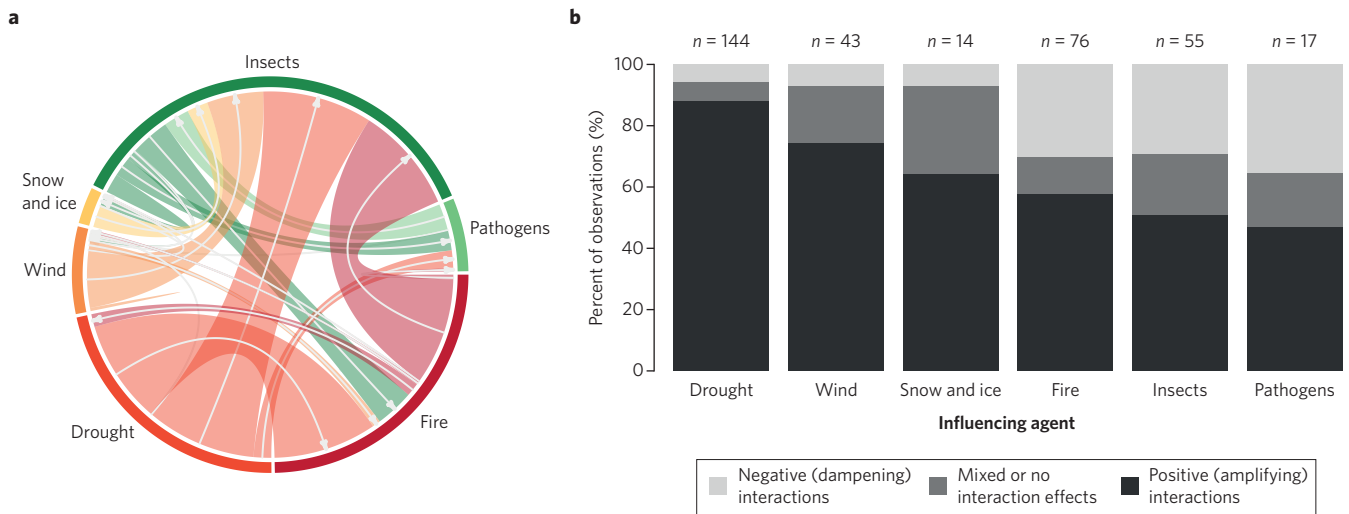 a
Insects
Snow
and ice
Pathogens
Wind
Drought
Fire
b
n = 144
n = 43
n = 14
n = 76
n = 55
n = 17
Percent of observations (%)
100
80
60
40
20
0
Drought
Wind
Snow and ice
Fire
Insects
Pathogens
Influencing agent
Negative (dampening)
interactions
Mixed or no
interaction effects
Positive (amplifying)
interactions